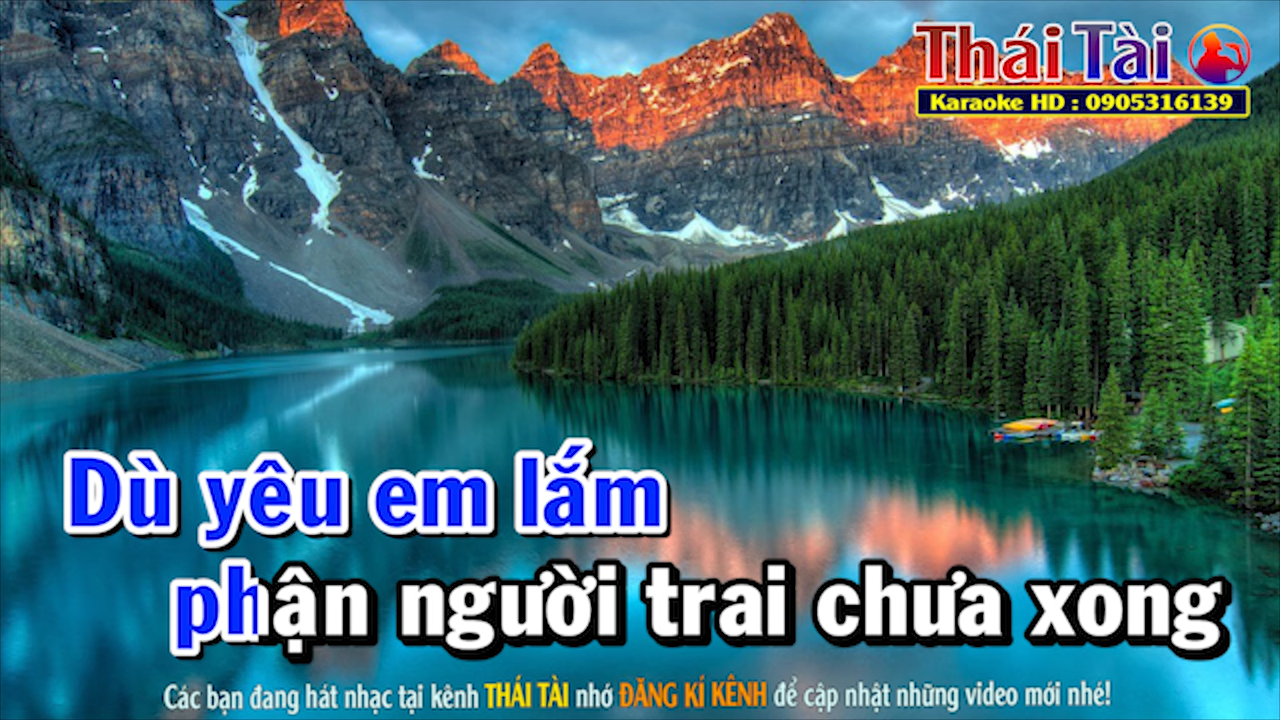 Thái Tài
Karaoke HD : 0905316139
Dù yêu em lắm
phận người trai chưa xong
Các bạn đang hát nhạc tại kênh THÁI TÀI nhớ ĐĂNG KÍ KÊNH để cập nhật những video mới nhé!